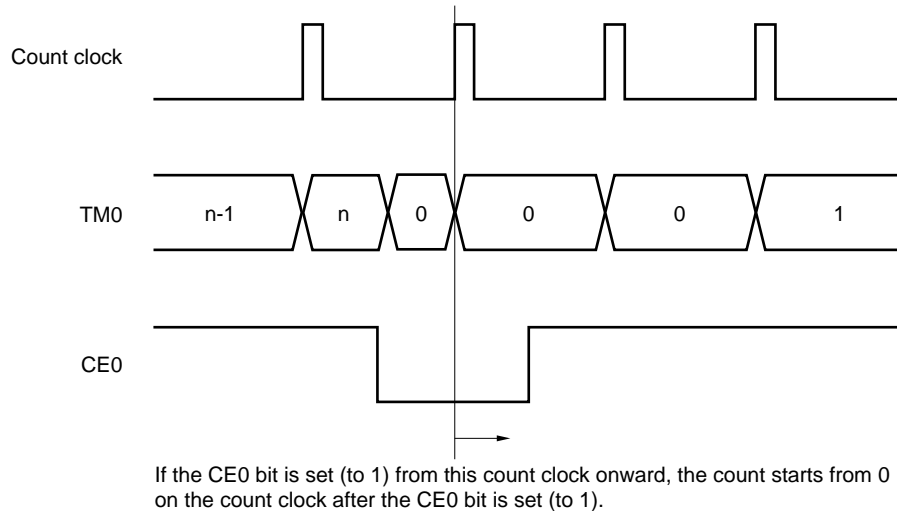 Count clock
TM0
n-1
n
0
0
0
1
CE0
If the CE0 bit is set (to 1) from this count clock onward, the count starts from 0
on the count clock after the CE0 bit is set (to 1).